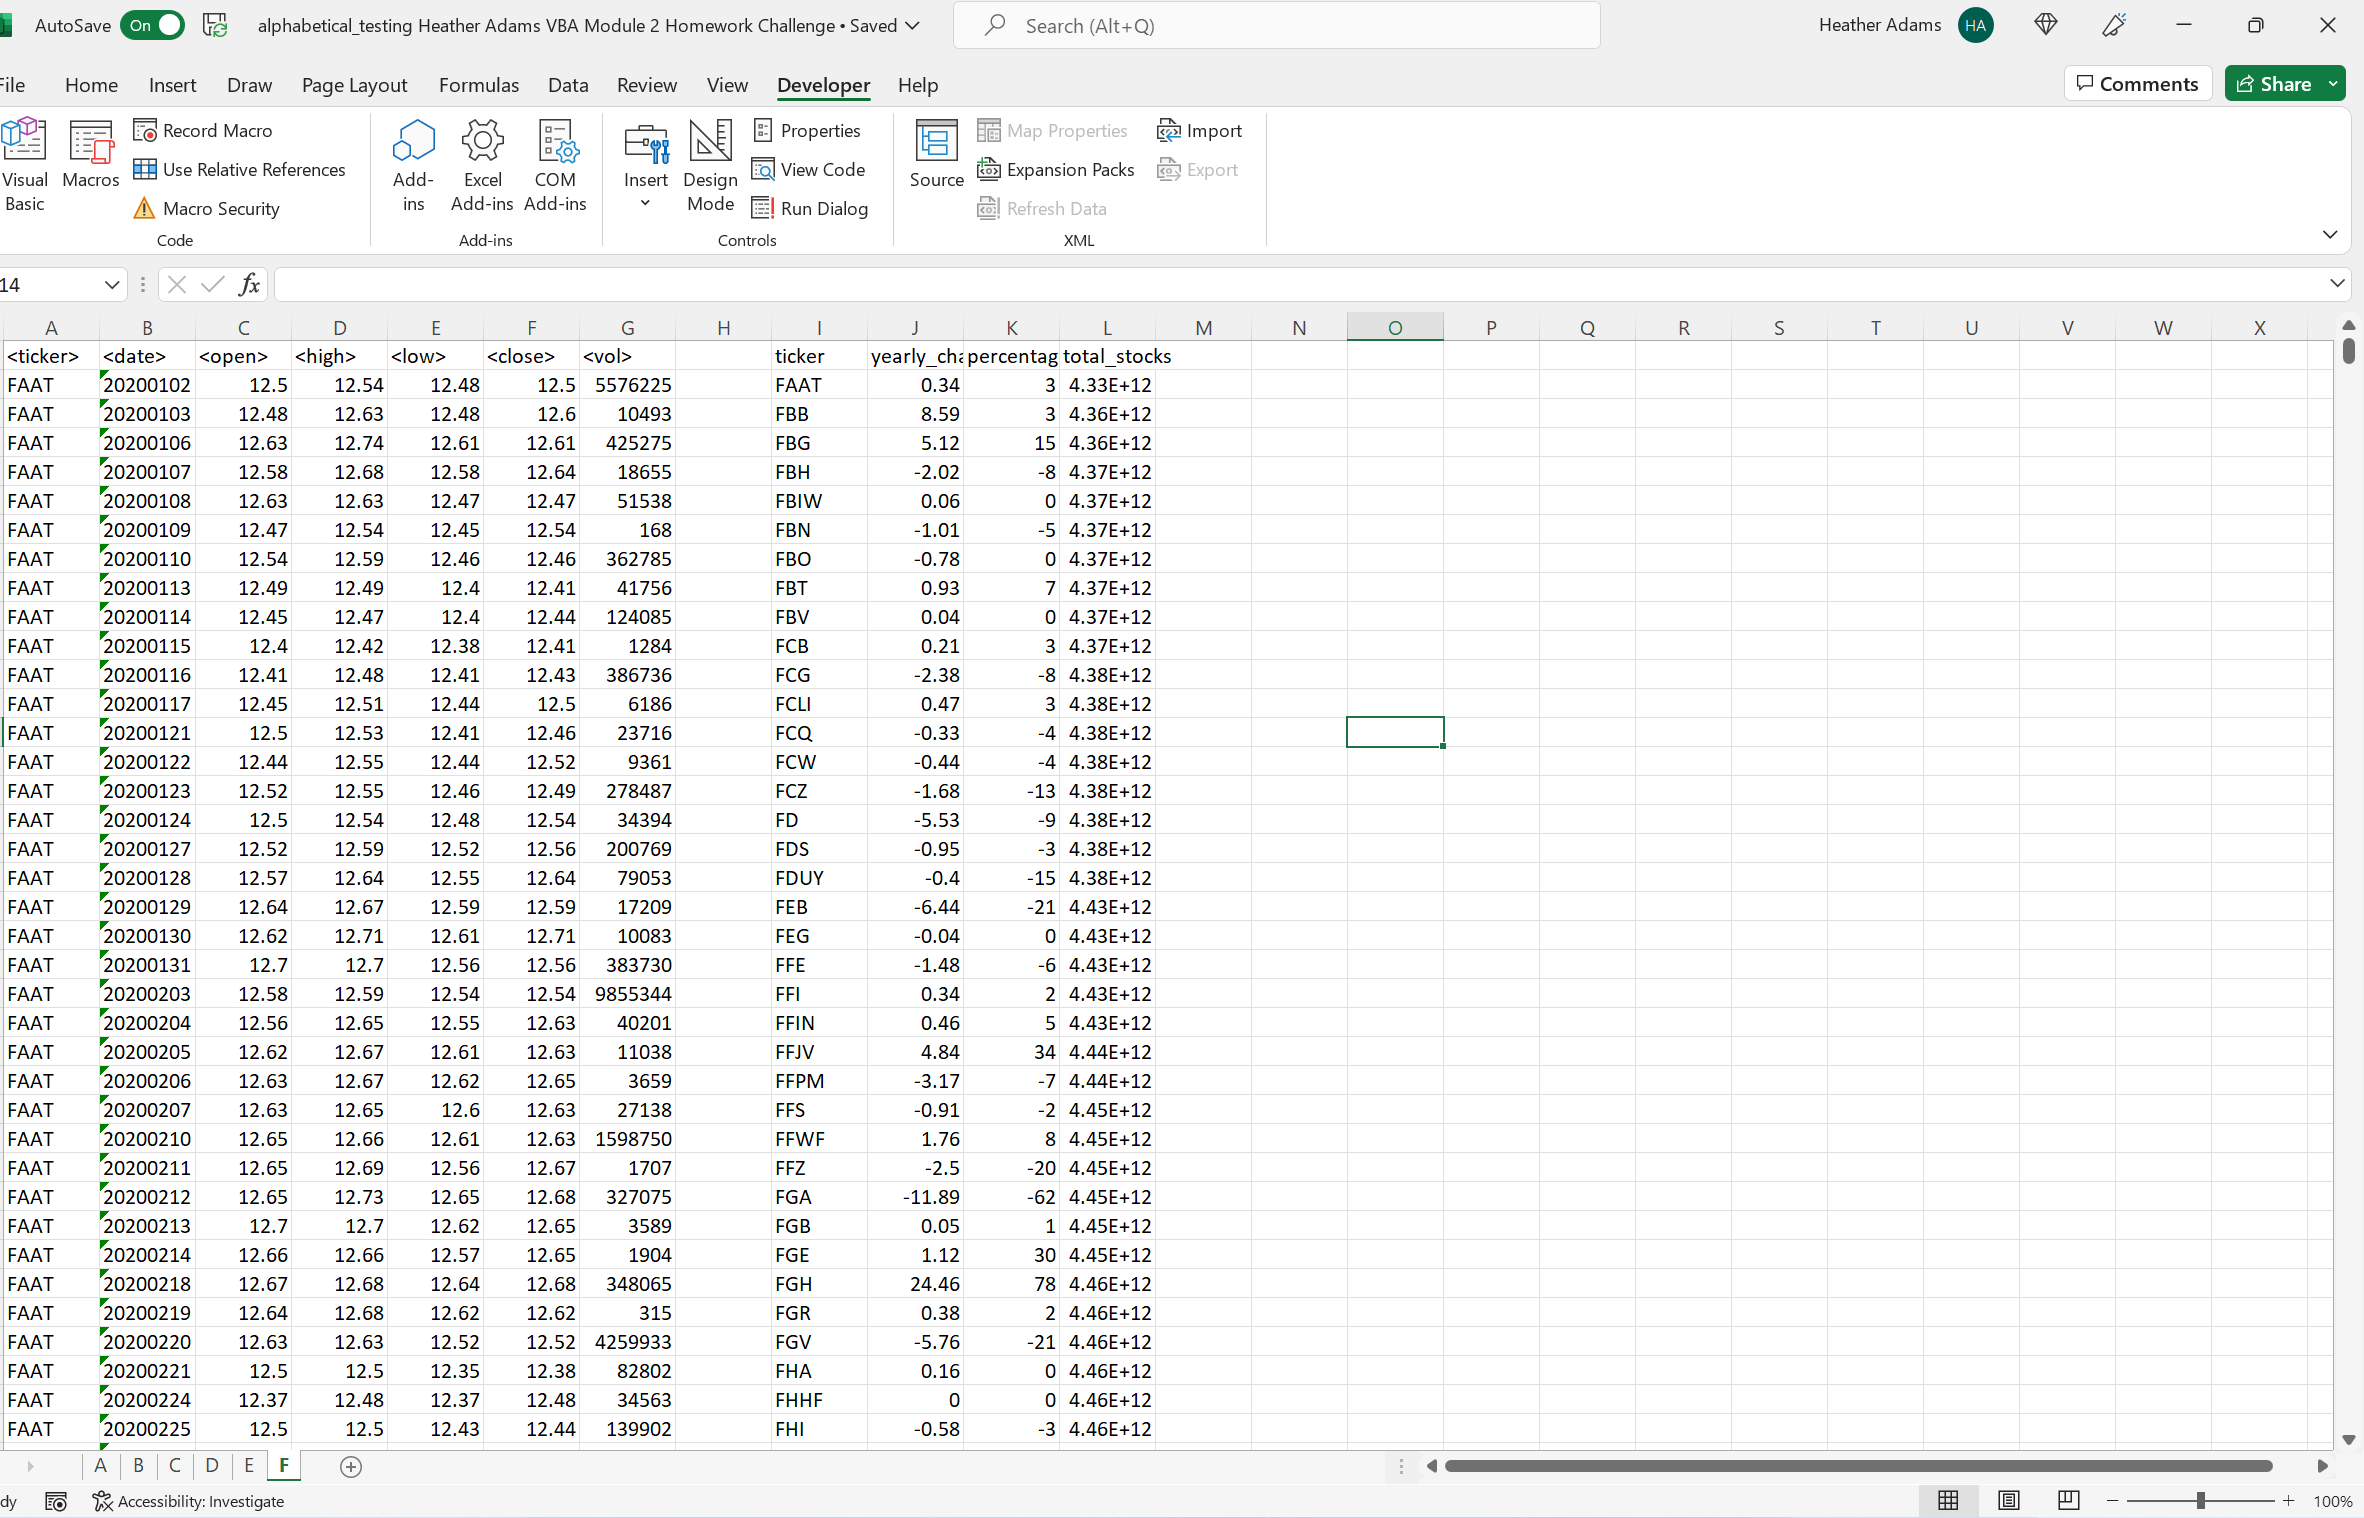 AutoSave On alphabetical_testing Heather Adams VBA Module 2 Homework Challenge • Saved Search (Alt+Q) Heather Adams HA
File Home Insert Draw Page Layout Formulas Data Review View Developer Help Comments Share
Visual Basic Macros Record Macro Use Relative References Macro Security Add-ins Excel Add-ins COM Add-ins Insert Design Mode Properties View Code Run Dialog Source Map Properties Expansion Packs Refresh Data Import Export
Code Add-ins Controls XML
14 fx
A B C D E F G H I J K L M N O P Q R S T U V W X
<ticker> <date> <open> <high> <low> <close> <vol> ticker yearly_cha percentag total_stocks
FAAT 20200102 12.5 12.54 12.48 12.5 5576225 FAAT 0.34 3 4.33E+12
FAAT 20200103 12.48 12.63 12.48 12.6 10493 FBB 8.59 3 4.36E+12
FAAT 20200106 12.63 12.74 12.61 12.61 425275 FBG 5.12 15 4.36E+12
FAAT 20200107 12.58 12.68 12.58 12.64 18655 FBH -2.02 -8 4.37E+12
FAAT 20200108 12.63 12.63 12.47 12.47 51538 FBIW 0.06 0 4.37E+12
FAAT 20200109 12.47 12.54 12.45 12.54 168 FBN -1.01 -5 4.37E+12
FAAT 20200110 12.54 12.59 12.46 12.46 362785 FBO -0.78 0 4.37E+12
FAAT 20200113 12.49 12.49 12.4 12.41 41756 FBT 0.93 7 4.37E+12
FAAT 20200114 12.45 12.47 12.4 12.44 124085 FBV 0.04 0 4.37E+12
FAAT 20200115 12.4 12.42 12.38 12.41 1284 FCB 0.21 3 4.37E+12
FAAT 20200116 12.41 12.48 12.41 12.43 386736 FCG -2.38 -8 4.38E+12
FAAT 20200117 12.45 12.51 12.44 12.5 6186 FCLI 0.47 3 4.38E+12
FAAT 20200121 12.5 12.53 12.41 12.46 23716 FCQ -0.33 -4 4.38E+12
FAAT 20200122 12.44 12.55 12.44 12.52 9361 FCW -0.44 -4 4.38E+12
FAAT 20200123 12.52 12.55 12.46 12.49 278487 FCZ -1.68 -13 4.38E+12
FAAT 20200124 12.5 12.54 12.48 12.54 34394 FD -5.53 -9 4.38E+12
FAAT 20200127 12.52 12.59 12.52 12.56 200769 FDS -0.95 -3 4.38E+12
FAAT 20200128 12.57 12.64 12.55 12.64 79053 FDUY -0.4 -15 4.38E+12
FAAT 20200129 12.64 12.67 12.59 12.59 17209 FEB -6.44 -21 4.43E+12
FAAT 20200130 12.62 12.71 12.61 12.71 10083 FEG -0.04 0 4.43E+12
FAAT 20200131 12.7 12.7 12.56 12.56 383730 FFE -1.48 -6 4.43E+12
FAAT 20200203 12.58 12.59 12.54 12.54 9855344 FFI 0.34 2 4.43E+12
FAAT 20200204 12.56 12.65 12.55 12.63 40201 FFIN 0.46 5 4.43E+12
FAAT 20200205 12.62 12.67 12.61 12.63 11038 FFJV 4.84 34 4.44E+12
FAAT 20200206 12.63 12.67 12.62 12.65 3659 FFPM -3.17 -7 4.44E+12
FAAT 20200207 12.63 12.65 12.6 12.63 27138 FFS -0.91 -2 4.45E+12
FAAT 20200210 12.65 12.66 12.61 12.63 1598750 FFWF 1.76 8 4.45E+12
FAAT 20200211 12.65 12.69 12.56 12.67 1707 FFZ -2.5 -20 4.45E+12
FAAT 20200212 12.65 12.73 12.65 12.68 327075 FGA -11.89 -62 4.45E+12
FAAT 20200213 12.7 12.7 12.62 12.65 3589 FGB 0.05 1 4.45E+12
FAAT 20200214 12.66 12.66 12.57 12.65 1904 FGE 1.12 30 4.45E+12
FAAT 20200218 12.67 12.68 12.64 12.68 348065 FGH 24.46 78 4.46E+12
FAAT 20200219 12.64 12.68 12.62 12.62 315 FGR 0.38 2 4.46E+12
FAAT 20200220 12.63 12.63 12.52 12.52 4259933 FGV -5.76 -21 4.46E+12
FAAT 20200221 12.5 12.5 12.35 12.38 82802 FHA 0.16 0 4.46E+12
FAAT 20200224 12.37 12.48 12.37 12.48 34563 FHHF 0 0 4.46E+12
FAAT 20200225 12.5 12.5 12.43 12.44 139902 FHI -0.58 -3 4.46E+12
A B C D E F
dy Accessibility: Investigate 100%